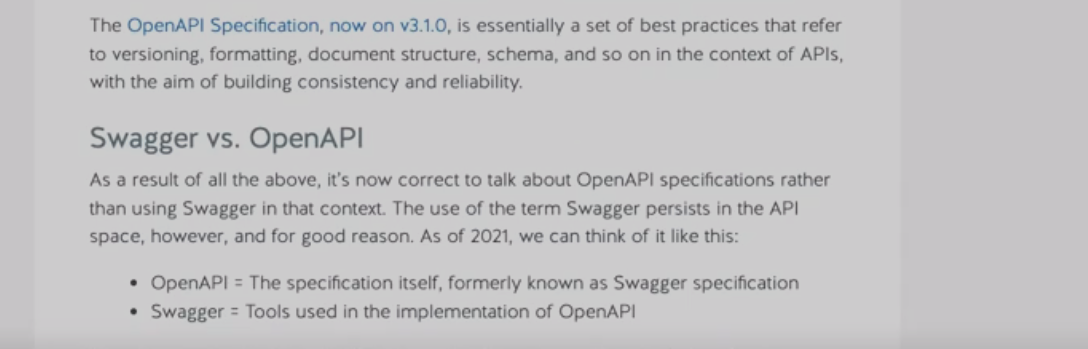 The OpenAPI Specification, now on v3.1.0, is essentially a set of best practices that refer
to versioning, formatting, document structure, schema, and so on in the context of APIs,
with the aim of building consistency and reliability.
Swagger vs. OpenAPI
As a result of all the above, it's now correct to talk about OpenAPI specifications rather
than using Swagger in that context. The use of the term Swagger persists in the API
space, however, and for good reason. As of 2021, we can think of it like this:
• OpenAPI = The specification itself, formerly known as Swagger specification
• Swagger = Tools used in the implementation of OpenAPI